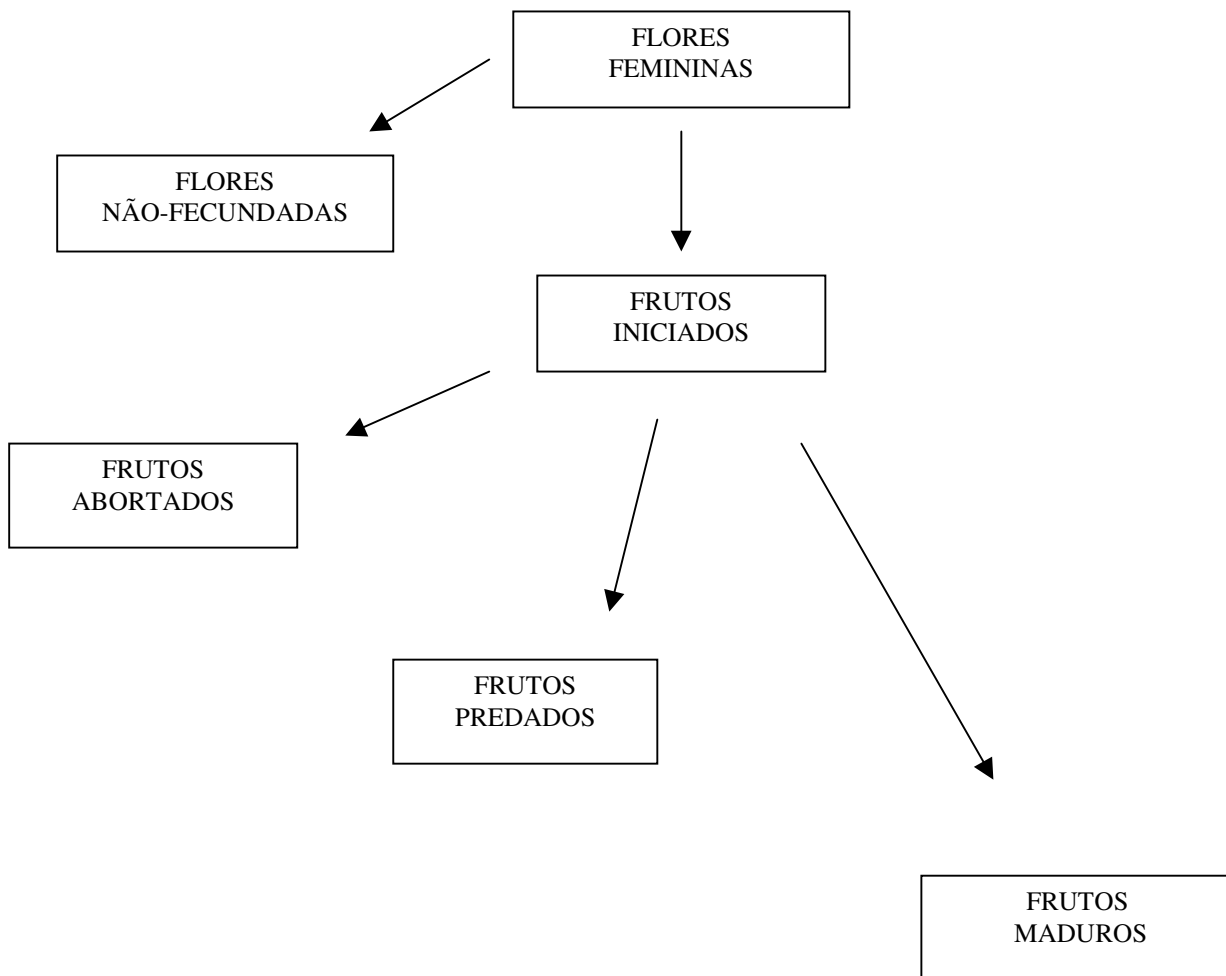 FLORES
FEMININAS
FLORES
NÃO-FECUNDADAS
FRUTOS
INICIADOS
FRUTOS
ABORTADOS
FRUTOS
PREDADOS
FRUTOS
MADUROS